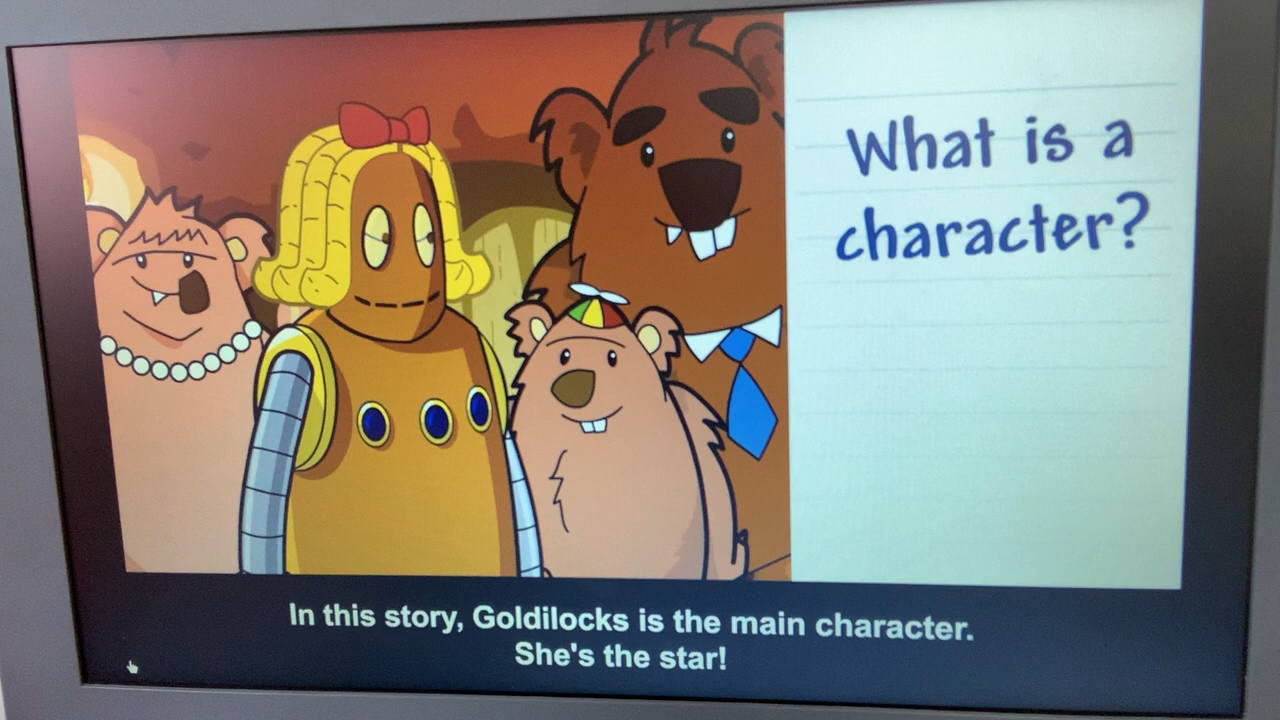 What is a
character?
In this story, Goldilocks is the main character.
She's the star!